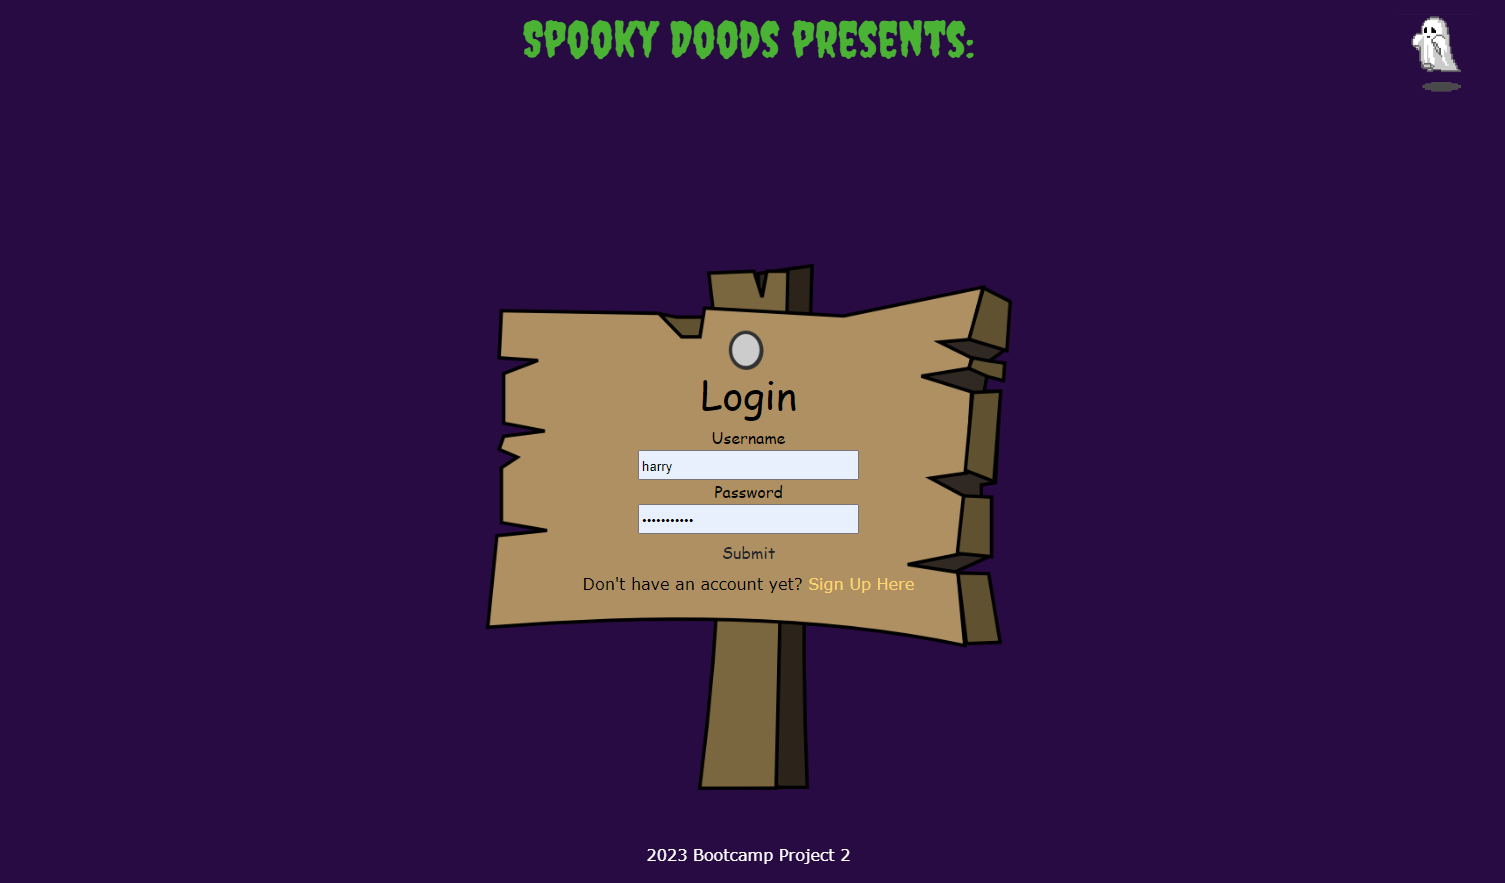 SPOOKY DOODS PRESENTS:
Login
Username
harry
Password
•••••••••••
Submit
Don't have an account yet? Sign Up Here
2023 Bootcamp Project 2